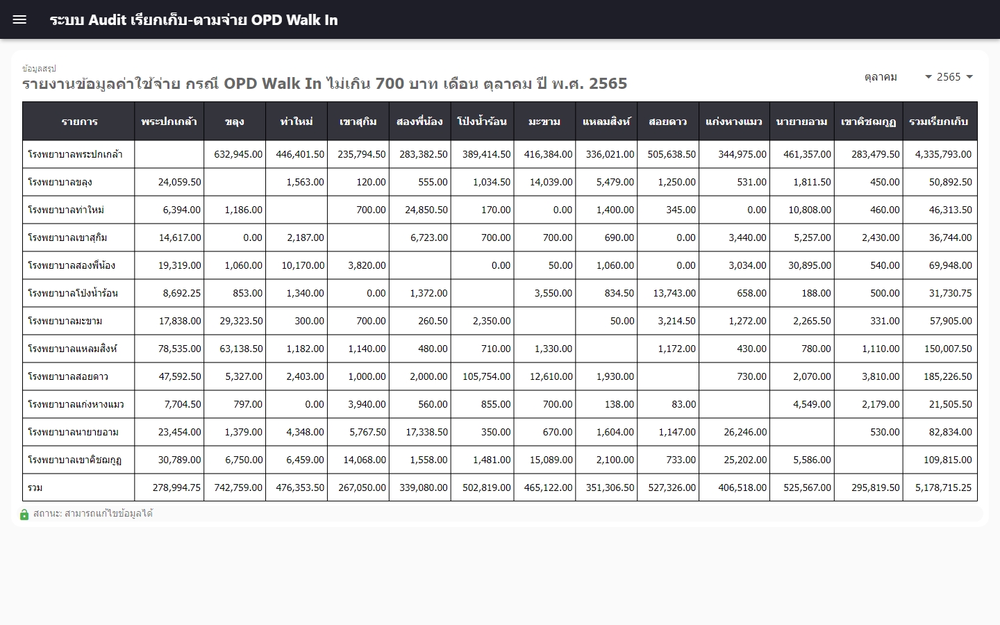 ระบบ Audit เรียกเก็บ-ตามจ่าย OPD Walk In
ข้อมูลสรุป
รายงานข้อมูลค่าใช้จ่าย กรณี OPD Walk In ไม่เกิน 700 บาท เดือน ตุลาคม ปี พ.ศ. 2565
ตุลาคม 2565
รายการ พระปกเกล้า ขลุง ท่าใหม่ เขาสุกิม สองพี่น้อง โป่งน้ำร้อน มะขาม แหลมสิงห์ สอยดาว แก่งหางแมว นายายอาม เขาคิชฌกูฏ รวมเรียกเก็บ
โรงพยาบาลพระปกเกล้า 632,945.00 446,401.50 235,794.50 283,382.50 389,414.50 416,384.00 336,021.00 505,638.50 344,975.00 461,357.00 283,479.50 4,335,793.00
โรงพยาบาลขลุง 24,059.50 1,563.00 120.00 555.00 1,034.50 14,039.00 5,479.00 1,250.00 531.00 1,811.50 450.00 50,892.50
โรงพยาบาลท่าใหม่ 6,394.00 1,186.00 700.00 24,850.50 170.00 0.00 1,400.00 345.00 0.00 10,808.00 460.00 46,313.50
โรงพยาบาลเขาสุกิม 14,617.00 0.00 2,187.00 6,723.00 700.00 700.00 690.00 0.00 3,440.00 5,257.00 2,430.00 36,744.00
โรงพยาบาลสองพี่น้อง 19,319.00 1,060.00 10,170.00 3,820.00 0.00 50.00 1,060.00 0.00 3,034.00 30,895.00 540.00 69,948.00
โรงพยาบาลโป่งน้ำร้อน 8,692.25 853.00 1,340.00 0.00 1,372.00 3,550.00 834.50 13,743.00 658.00 188.00 500.00 31,730.75
โรงพยาบาลมะขาม 17,838.00 29,323.50 300.00 700.00 260.50 2,350.00 50.00 3,214.50 1,272.00 2,265.50 331.00 57,905.00
โรงพยาบาลแหลมสิงห์ 78,535.00 63,138.50 1,182.00 1,140.00 480.00 710.00 1,330.00 1,172.00 430.00 780.00 1,110.00 150,007.50
โรงพยาบาลสอยดาว 47,592.50 5,327.00 2,403.00 1,000.00 2,000.00 105,754.00 12,610.00 1,930.00 730.00 2,070.00 3,810.00 185,226.50
โรงพยาบาลแก่งหางแมว 7,704.50 797.00 0.00 3,940.00 560.00 855.00 700.00 138.00 83.00 4,549.00 2,179.00 21,505.50
โรงพยาบาลนายายอาม 23,454.00 1,379.00 4,348.00 5,767.50 17,338.50 350.00 670.00 1,604.00 1,147.00 26,246.00 530.00 82,834.00
โรงพยาบาลเขาคิชฌกูฏ 30,789.00 6,750.00 6,459.00 14,068.00 1,558.00 1,481.00 15,089.00 2,100.00 733.00 25,202.00 5,586.00 109,815.00
รวม 278,994.75 742,759.00 476,353.50 267,050.00 339,080.00 502,819.00 465,122.00 351,306.50 527,326.00 406,518.00 525,567.00 295,819.50 5,178,715.25
สถานะ: สามารถแก้ไขข้อมูลได้